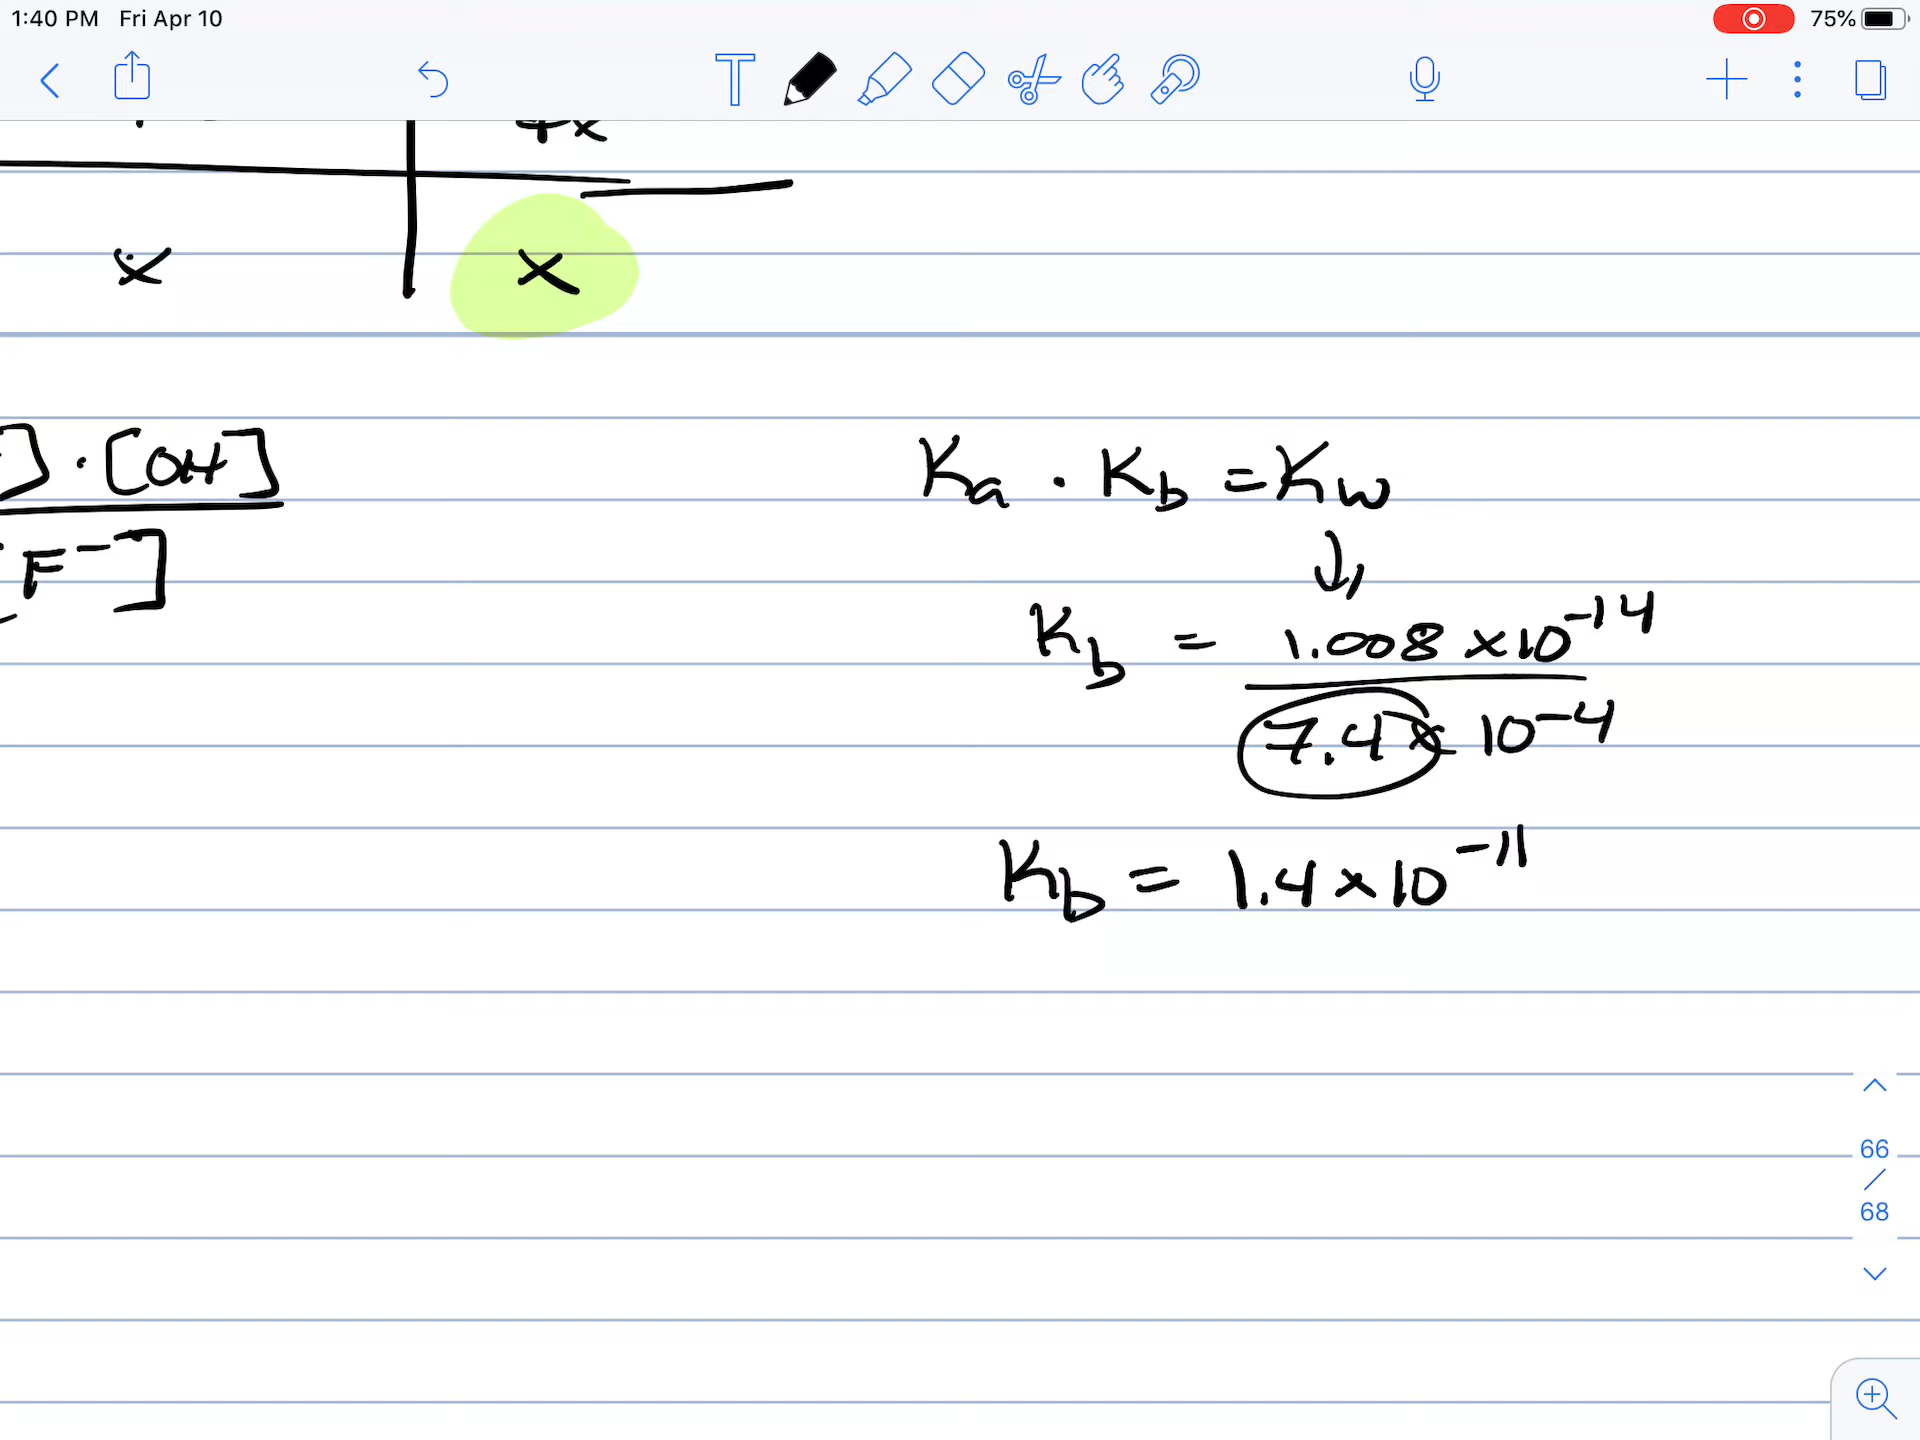 1:40 PM Fri Apr 10 75%
T
+x
x x
] · [OH]
[F⁻]
Ka · Kb = Kw
↓
Kb = 1.008 x10⁻¹⁴
7.4 x 10⁻⁴
Kb = 1.4 x 10⁻¹¹
66
/
68